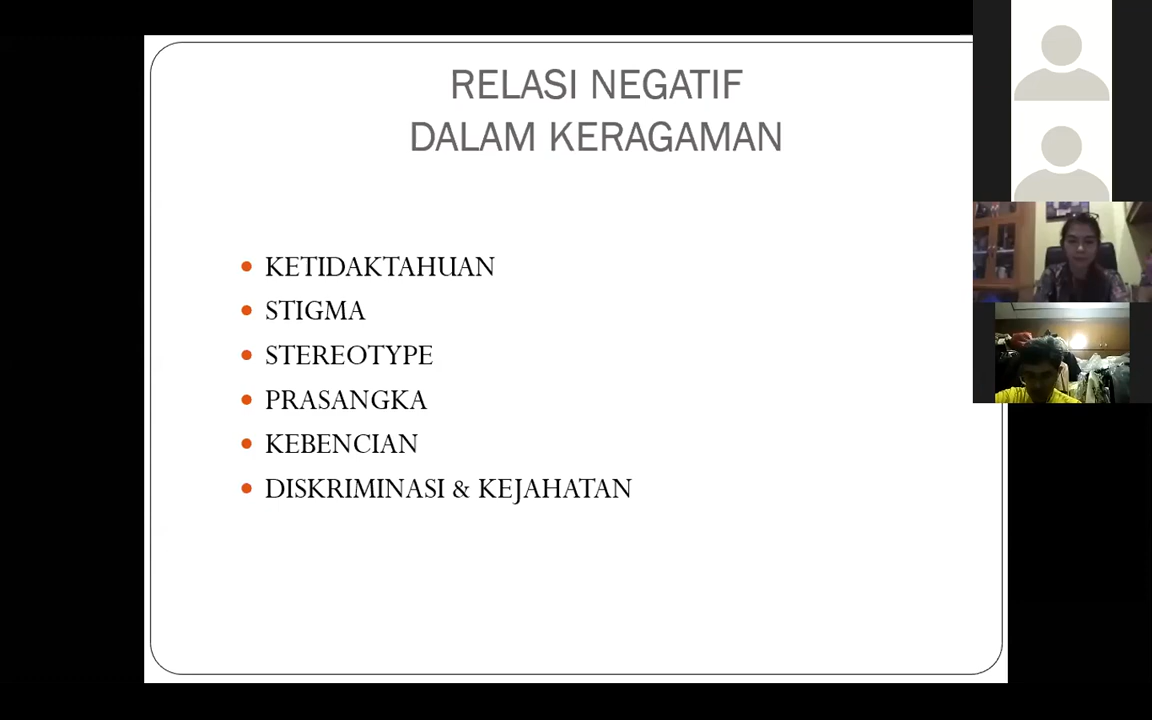 RELASI NEGATIF
DALAM KERAGAMAN
KETIDAKTAHUAN
STIGMA
STEREOTYPE
PRASANGKA
KEBENCIAN
DISKRIMINASI & KEJAHATAN